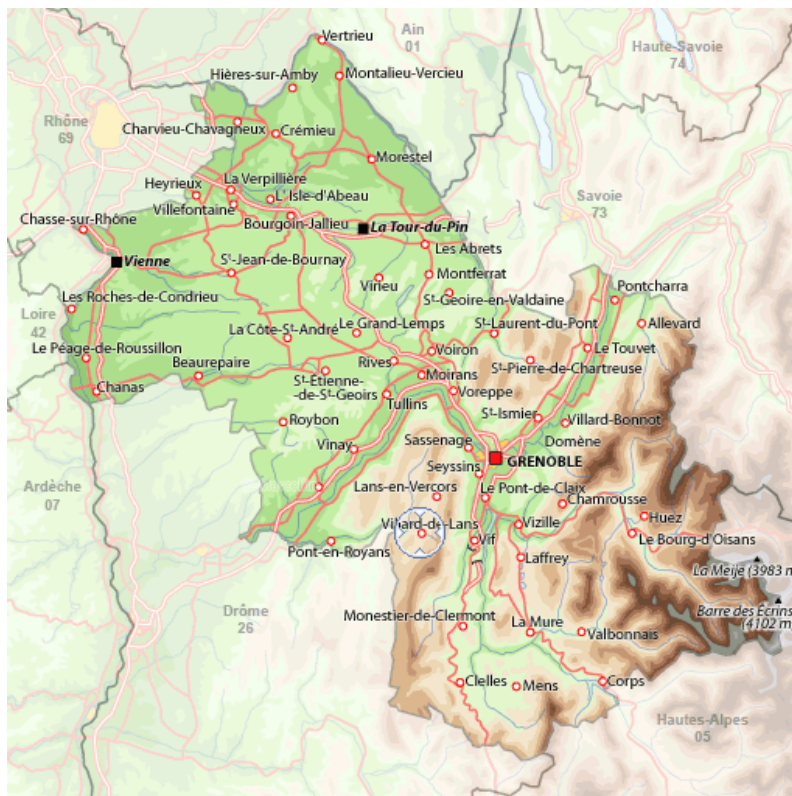 Ain
01
Haute-Savoie
74
Vertrieu
Hières-sur-Amby
Montalieu-Vercieu
Rhône
69
Charvieu-Chavagneux
Crémieu
Morestel
Heyrieux
La Verpillière
L' Isle-d'Abeau
Villefontaine
Savoie
73
Chasse-sur-Rhône
Bourgoin-Jallieu
La Tour-du-Pin
Les Abrets
Vienne
St-Jean-de-Bournay
Montferrat
Virieu
Pontcharra
Les Roches-de-Condrieu
St-Geoire-en-Valdaine
Loire
42
La Côte-St-André
Le Grand-Lemps
St-Laurent-du-Pont
Allevard
Le Péage-de-Roussillon
Voiron
Le Touvet
Beaurepaire
Rives
St-Pierre-de-Chartreuse
Moirans
St-Étienne-
-de-St-Geoirs
Chanas
Voreppe
Tullins
St-Ismier
Roybon
Villard-Bonnot
Vinay
Sassenage
Domène
GRENOBLE
Seyssins
Ardèche
07
Lans-en-Vercors
Le Pont-de-Claix
Chamrousse
Villard-de-Lans
Vizille
Huez
Vif
Le Bourg-d'Oisans
Pont-en-Royans
Laffrey
La Meije (3983 m
Drôme
26
Monestier-de-Clermont
La Mure
Valbonnais
Barre des Écrins
(4102 m)
Clelles
Mens
Corps
Hautes-Alpes
05